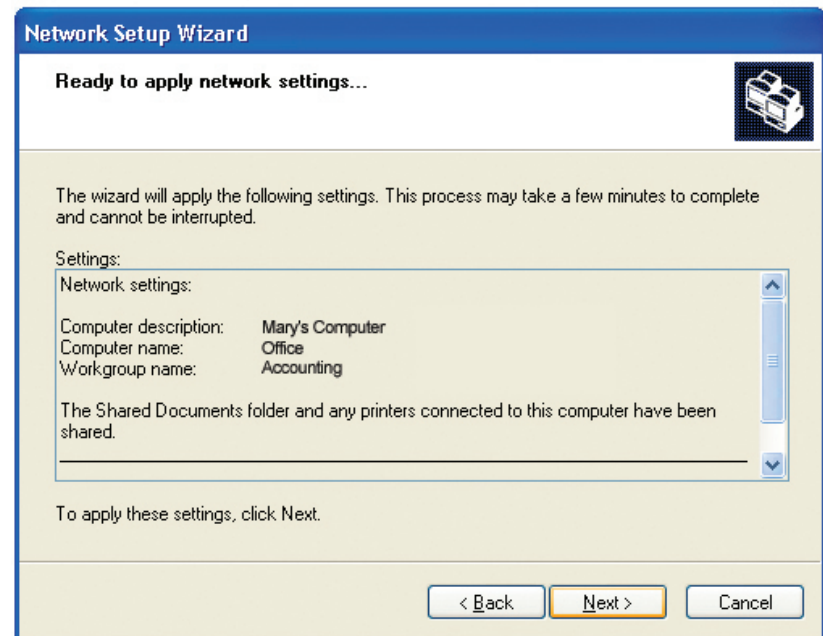 Network Setup Wizard
Ready to apply network settings...
The wizard will apply the following settings. This process may take a few minutes to complete
and cannot be interrupted.
Settings:
Network settings:
Computer description: Mary's Computer
Computer name: Office
Workgroup name: Accounting
The Shared Documents folder and any printers connected to this computer have been
shared.
To apply these settings, click Next.
< Back Next > Cancel